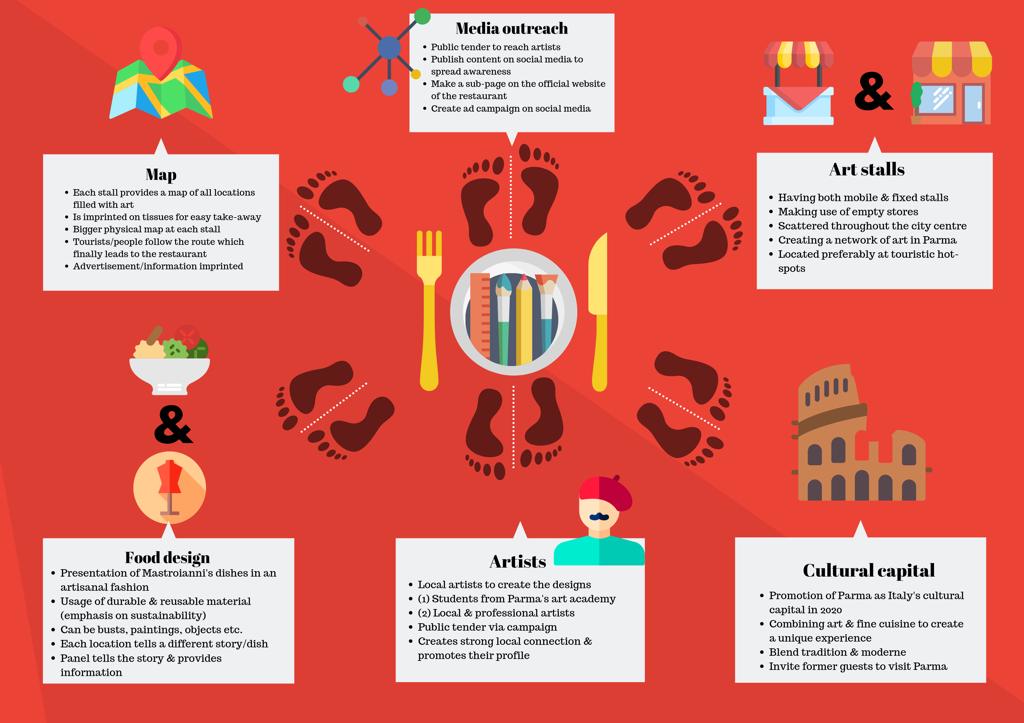 Media outreach
• Public tender to reach artists
• Publish content on social media to
spread awareness
• Make a sub-page on the official website
of the restaurant
• Create ad campaign on social media
&
Map
• Each stall provides a map of all locations
filled with art
• Is imprinted on tissues for easy take-away
• Bigger physical map at each stall
• Tourists/people follow the route which
finally leads to the restaurant
• Advertisement/information imprinted
Art stalls
• Having both mobile & fixed stalls
• Making use of empty stores
• Scattered throughout the city centre
• Creating a network of art in Parma
• Located preferably at touristic hot-
spots
&
Food design
• Presentation of Mastroianni's dishes in an
artisanal fashion
• Usage of durable & reusable material
(emphasis on sustainability)
• Can be busts, paintings, objects etc.
• Each location tells a different story/dish
• Panel tells the story & provides
information
Artists
• Local artists to create the designs
• (1) Students from Parma's art academy
• (2) Local & professional artists
• Public tender via campaign
• Creates strong local connection &
promotes their profile
Cultural capital
• Promotion of Parma as Italy's cultural
capital in 2020
• Combining art & fine cuisine to create
a unique experience
• Blend tradition & moderne
• Invite former guests to visit Parma